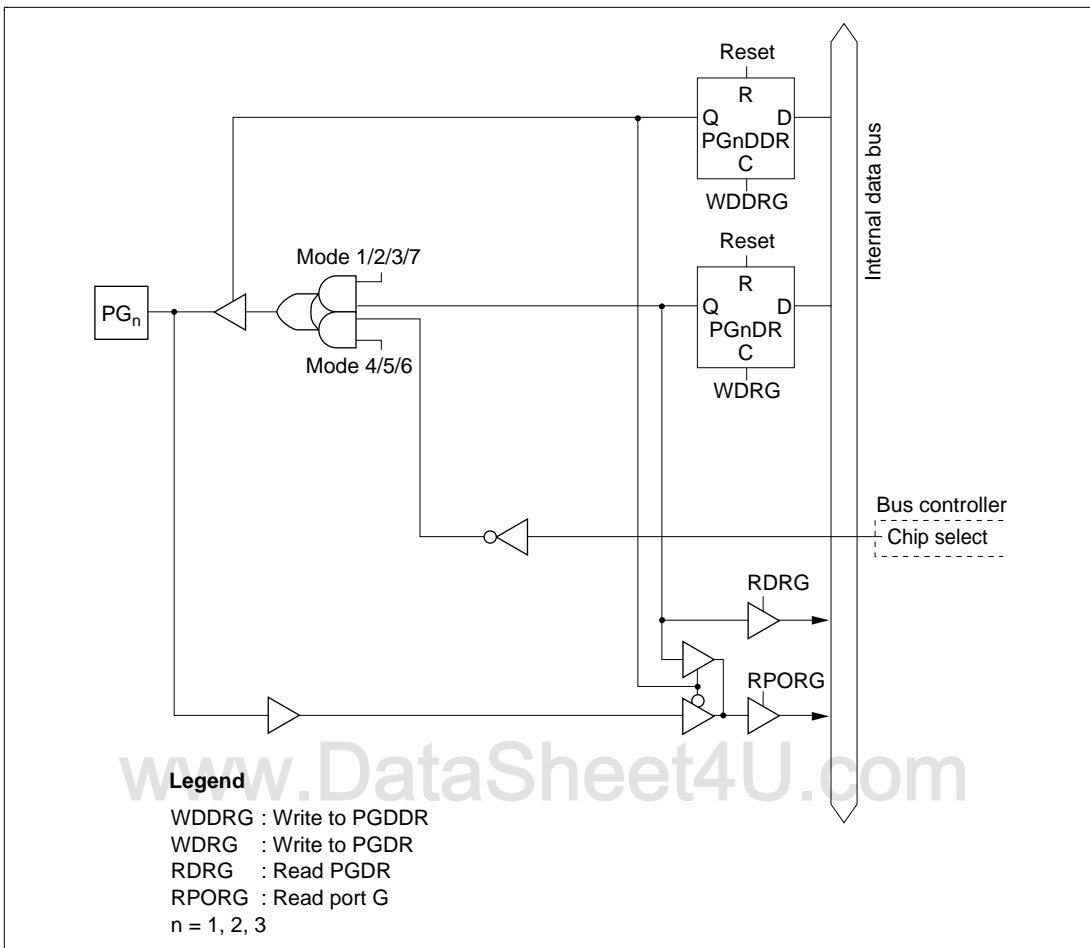 Reset
R
Q D
PGnDDR
C
WDDRG
Internal data bus
Reset
Mode 1/2/3/7
R
Q D
PGn
PGnDR
C
Mode 4/5/6
WDRG
Bus controller
Chip select
RDRG
RPORG
www.DataSheet4U.com
Legend
WDDRG : Write to PGDDR
WDRG : Write to PGDR
RDRG : Read PGDR
RPORG : Read port G
n = 1, 2, 3